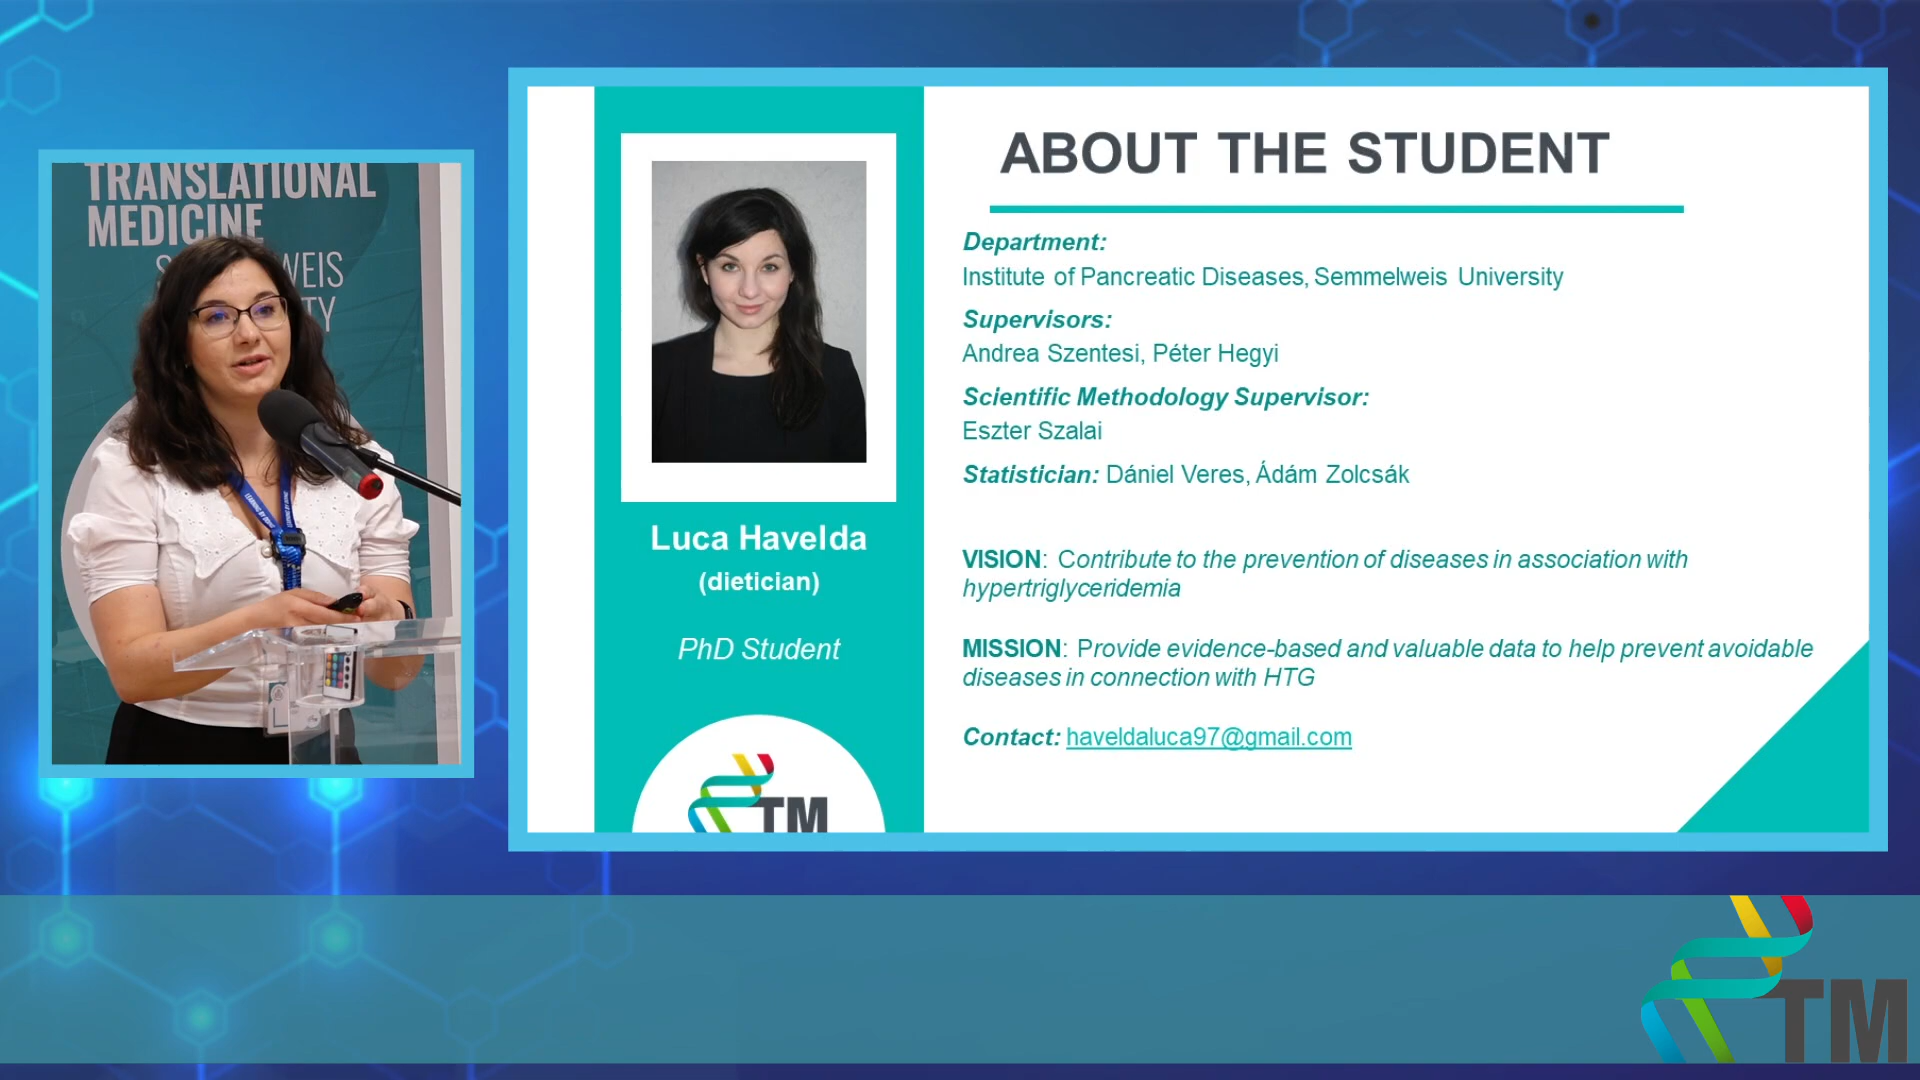 TRANSLATIONAL
MEDICINE
ABOUT THE STUDENT
Department:
Institute of Pancreatic Diseases, Semmelweis University
Supervisors:
Andrea Szentesi, Péter Hegyi
Scientific Methodology Supervisor:
Eszter Szalai
Statistician: Dániel Veres, Ádám Zolcsák
VISION: Contribute to the prevention of diseases in association with
hypertriglyceridemia
MISSION: Provide evidence-based and valuable data to help prevent avoidable
diseases in connection with HTG
Contact: haveldaluca97@gmail.com
Luca Havelda
(dietician)
PhD Student
TM
TM